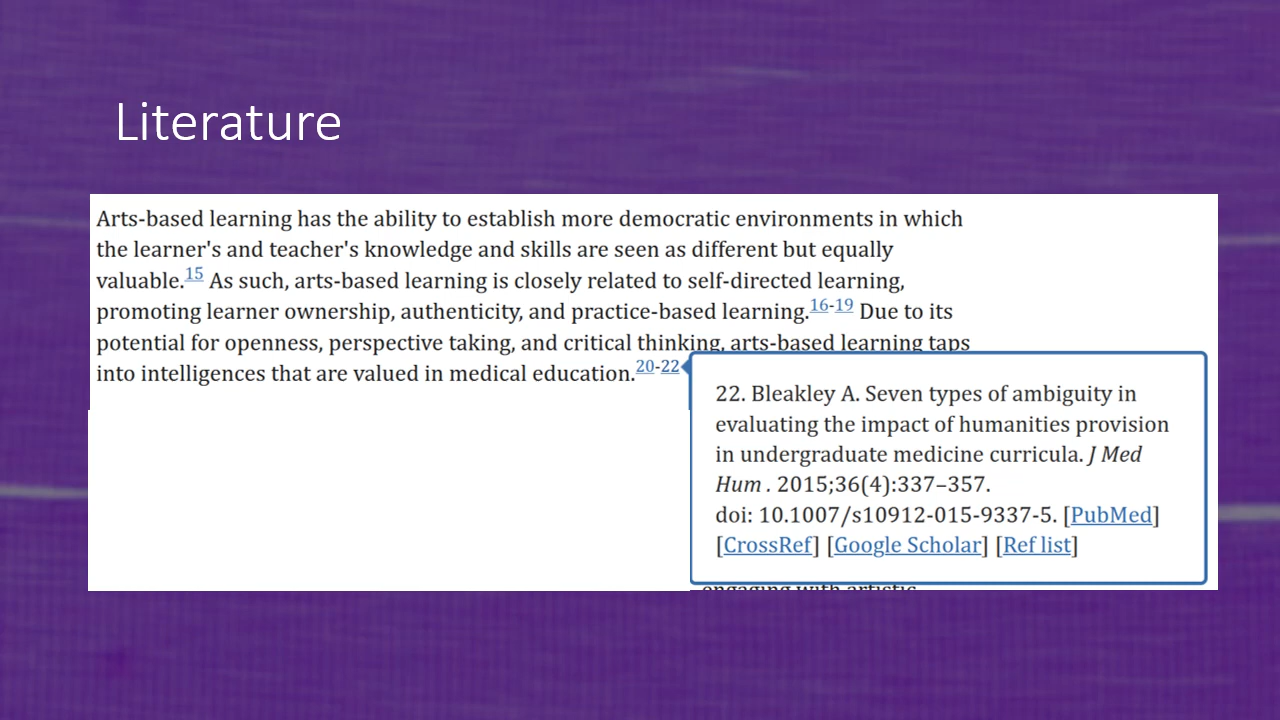 Literature
Arts-based learning has the ability to establish more democratic environments in which
the learner's and teacher's knowledge and skills are seen as different but equally
valuable.15 As such, arts-based learning is closely related to self-directed learning,
promoting learner ownership, authenticity, and practice-based learning.16-19 Due to its
potential for openness, perspective taking, and critical thinking, arts-based learning taps
into intelligences that are valued in medical education.20-22
22. Bleakley A. Seven types of ambiguity in
evaluating the impact of humanities provision
in undergraduate medicine curricula. J Med
Hum . 2015;36(4):337–357.
doi: 10.1007/s10912-015-9337-5. [PubMed]
[CrossRef] [Google Scholar] [Ref list]
engaging with artistic